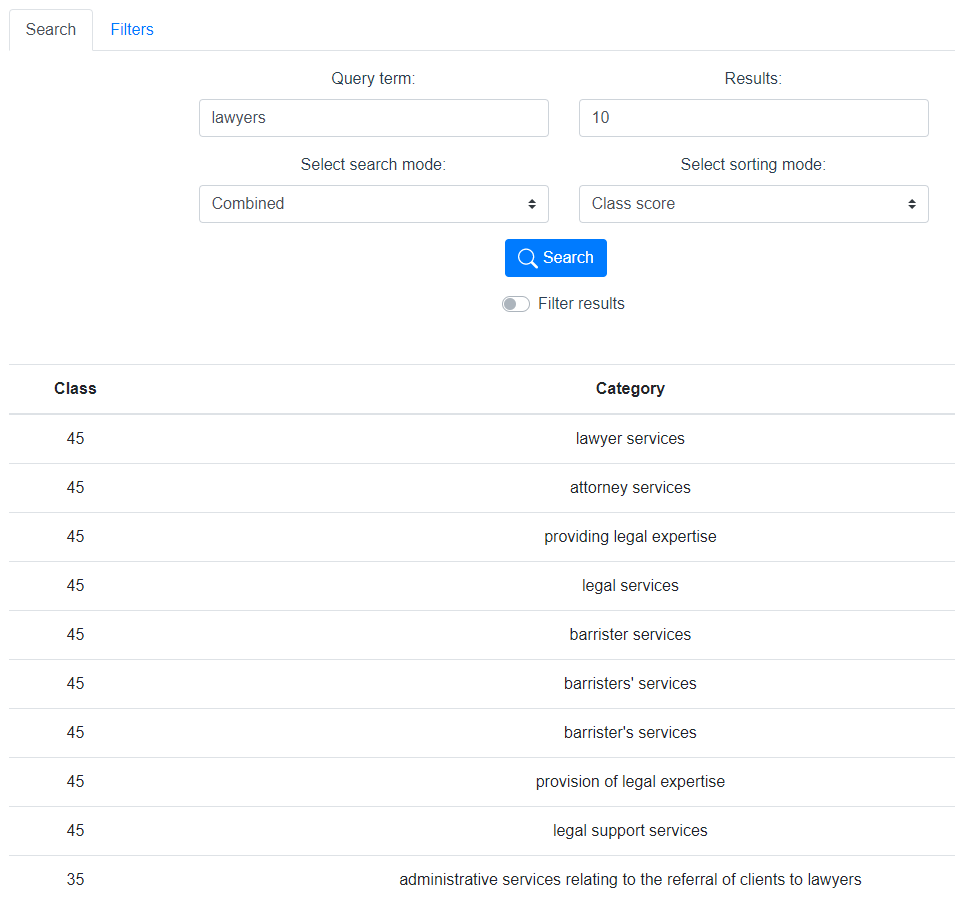 Search Filters
Query term: Results:
lawyers 10
Select search mode: Select sorting mode:
Combined Class score
Search
Filter results
Class Category
45 lawyer services
45 attorney services
45 providing legal expertise
45 legal services
45 barrister services
45 barristers' services
45 barrister's services
45 provision of legal expertise
45 legal support services
35 administrative services relating to the referral of clients to lawyers